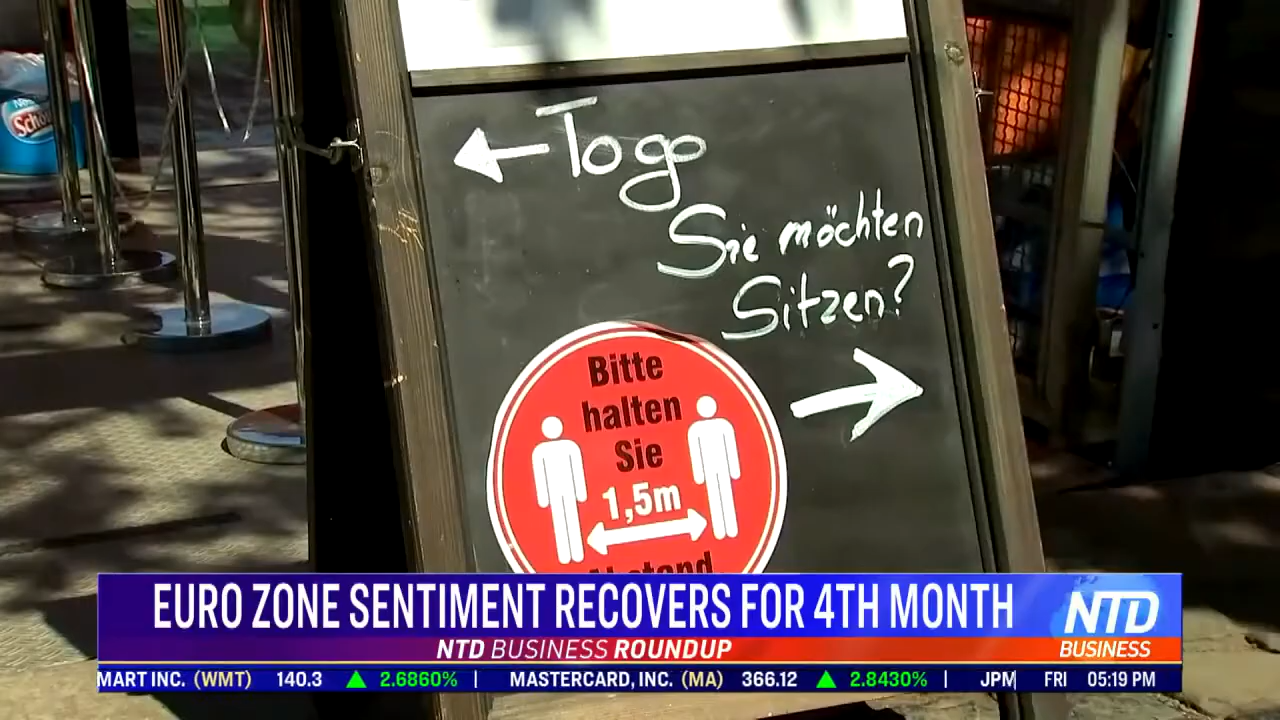 Togo
Sie möchten
Sitzen?
Bitte
halten
Sie
1,5m
Abstand
EURO ZONE SENTIMENT RECOVERS FOR 4TH MONTH
NTD BUSINESS ROUNDUP
NTD
BUSINESS
MART INC. (WMT) 140.3 ▲ 2.6860% | MASTERCARD, INC. (MA) 366.12 ▲ 2.8430% | JPM FRI 05:19 PM